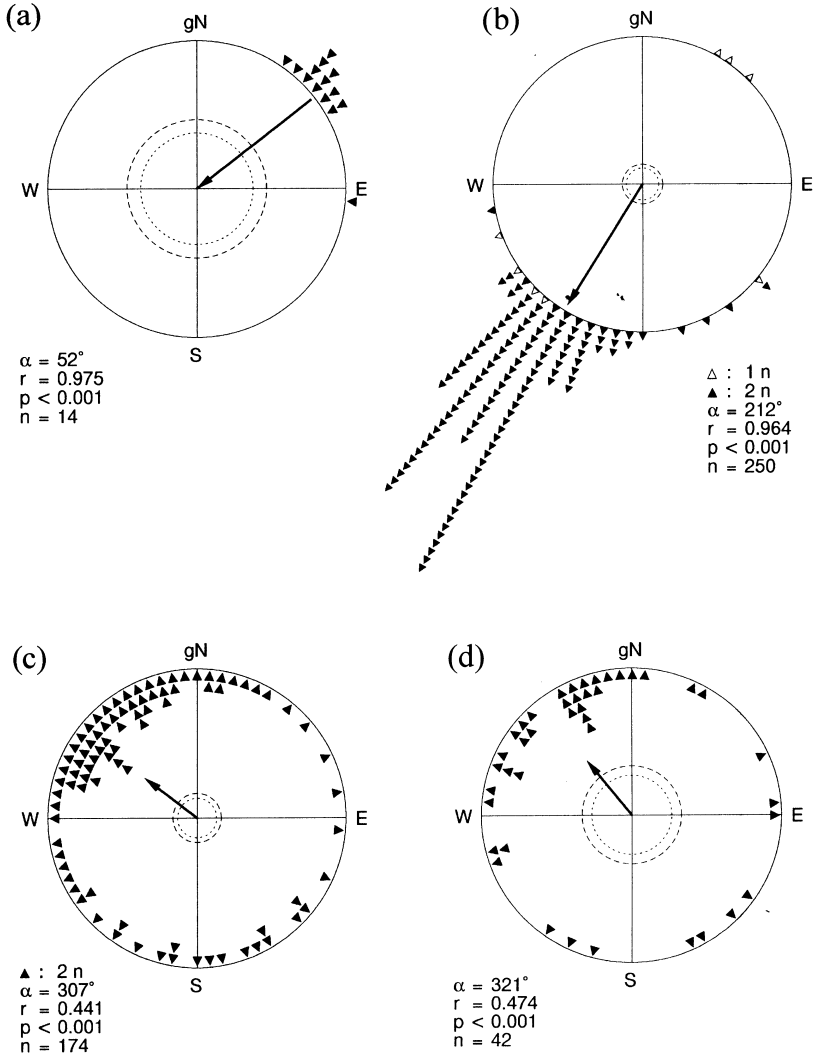 (a)
gN
W
E
S
α = 52°
r = 0.975
p < 0.001
n = 14
(b)
gN
W
E
△ : 1 n
▲ : 2 n
α = 212°
r = 0.964
p < 0.001
n = 250
(c)
gN
W
E
S
▲ : 2 n
α = 307°
r = 0.441
p < 0.001
n = 174
(d)
gN
W
E
S
α = 321°
r = 0.474
p < 0.001
n = 42